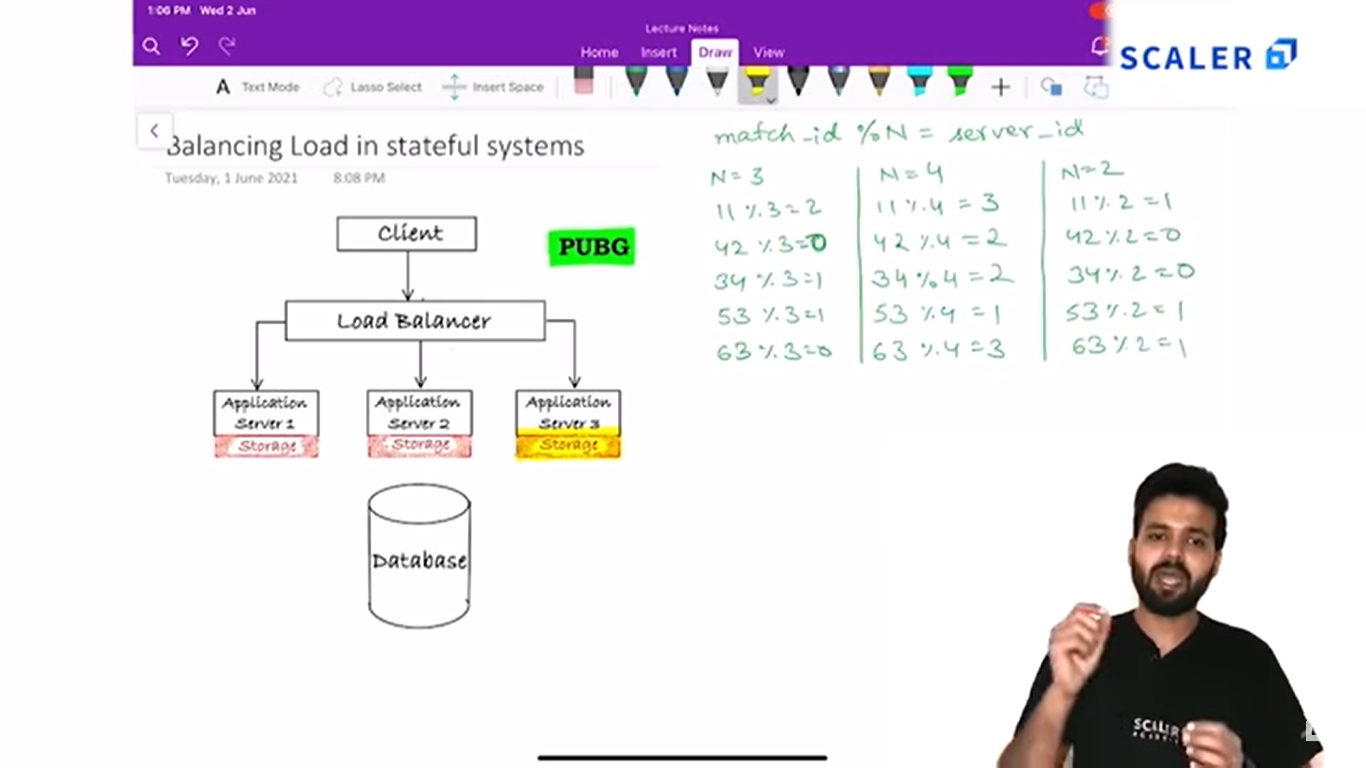 1:06 PM Wed 2 Jun
Lecture Notes
Home Insert Draw View
SCALER
A Text Mode Lasso Select Insert Space
Balancing Load in stateful systems
Tuesday, 1 June 2021 8:08 PM
Client
PUBG
Load Balancer
Application Server 1
Storage
Application Server 2
Storage
Application Server 3
Storage
Database
match_id % N = server_id
N = 3
11 % 3 = 2
42 % 3 = 0
34 % 3 = 1
53 % 3 = 1
63 % 3 = 0
N = 4
11 % 4 = 3
42 % 4 = 2
34 % 4 = 2
53 % 4 = 1
63 % 4 = 3
N = 2
11 % 2 = 1
42 % 2 = 0
34 % 2 = 0
53 % 2 = 1
63 % 2 = 1
SCALER